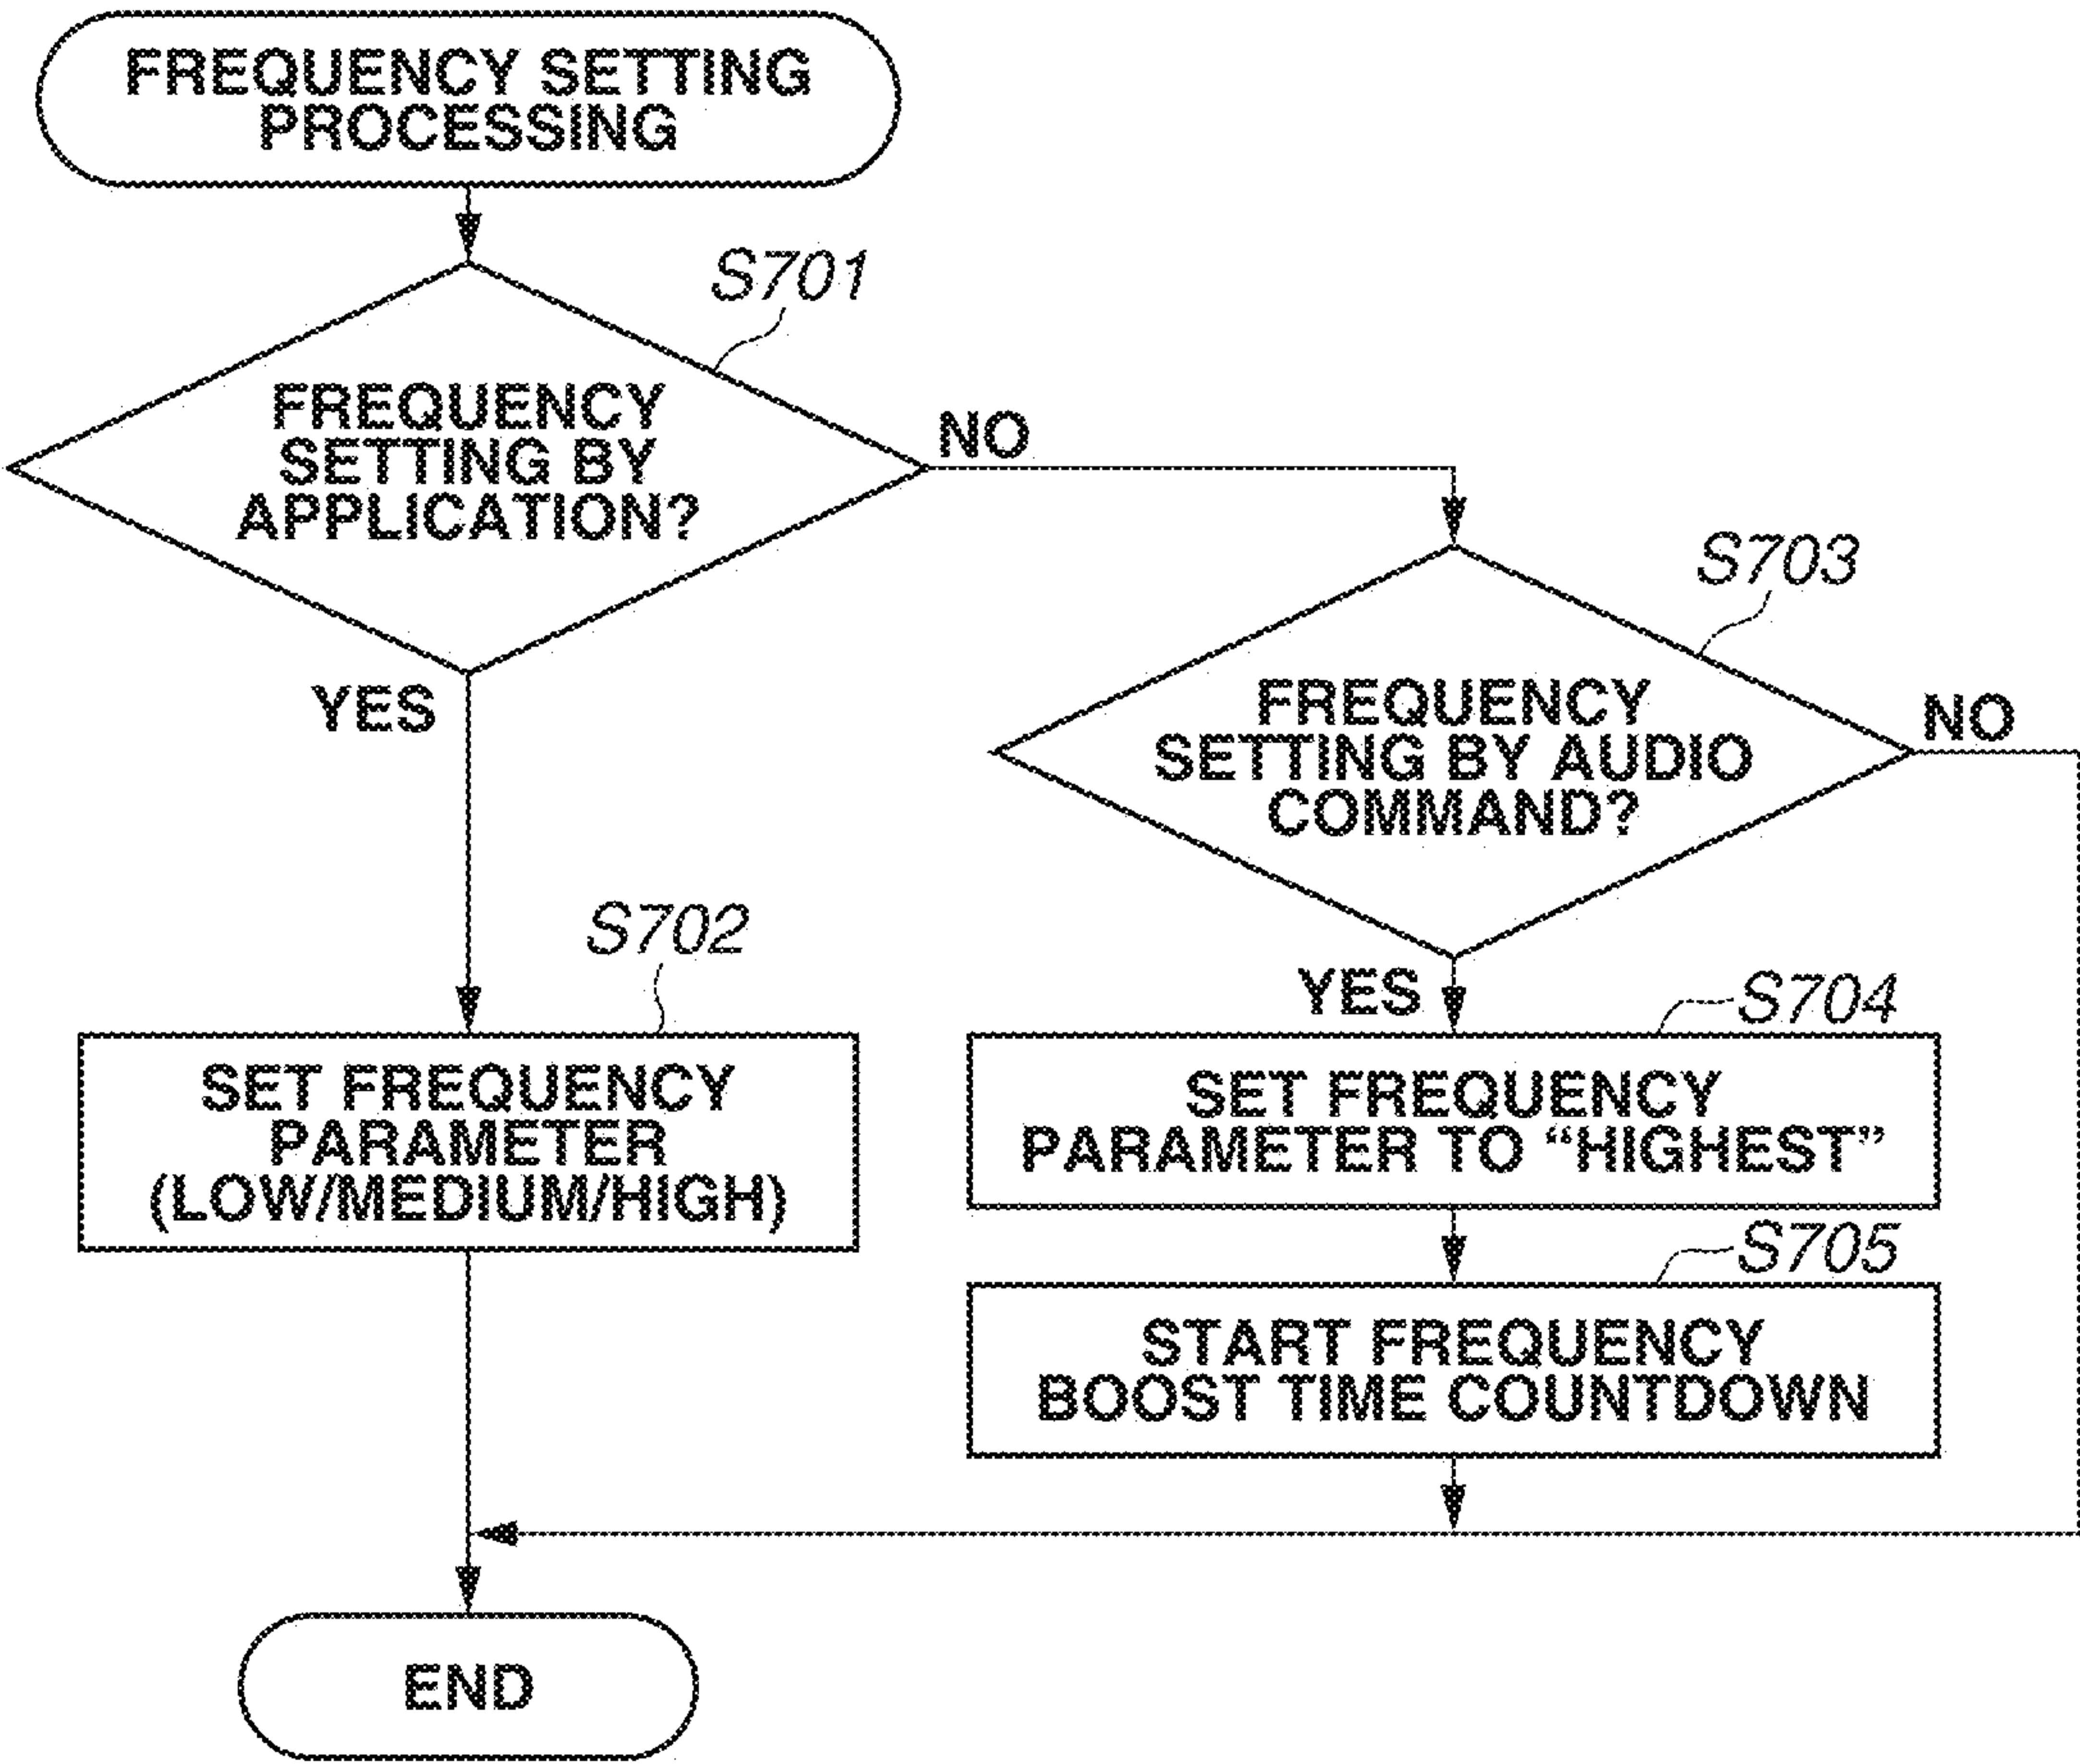 FREQUENCY SETTING
PROCESSING
S701
FREQUENCY
SETTING BY
APPLICATION?
NO
YES
S703
FREQUENCY
SETTING BY AUDIO
COMMAND?
NO
YES
S702
SET FREQUENCY
PARAMETER
(LOW/MEDIUM/HIGH)
S704
SET FREQUENCY
PARAMETER TO “HIGHEST”
S705
START FREQUENCY
BOOST TIME COUNTDOWN
END